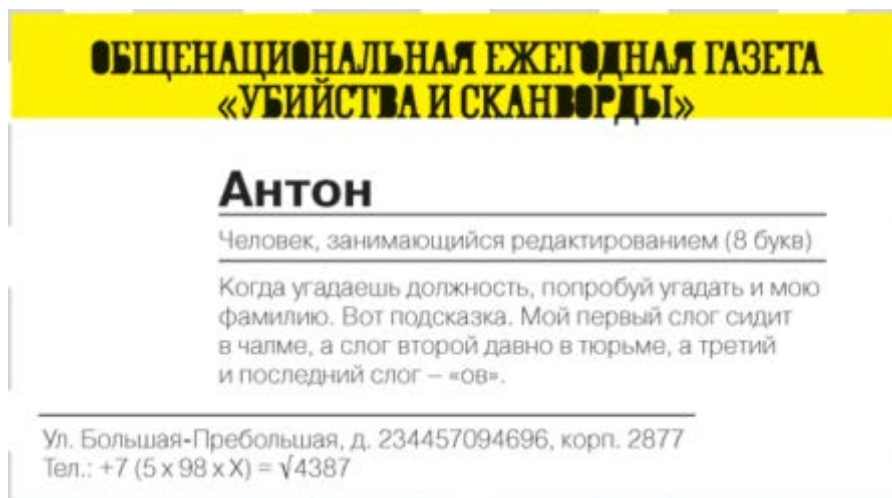 ОБЩЕНАЦИОНАЛЬНАЯ ЕЖЕГОДНАЯ ГАЗЕТА
«УБИЙСТВА И СКАНВОРДЫ»
Антон
Человек, занимающийся редактированием (8 букв)
Когда угадаешь должность, попробуй угадать и мою
фамилию. Вот подсказка. Мой первый слог сидит
в чалме, а слог второй давно в тюрьме, а третий
и последний слог – «ов».
Ул. Большая-Пребольшая, д. 234457094696, корп. 2877
Тел.: +7 (5 х 98 х Х) = √4387